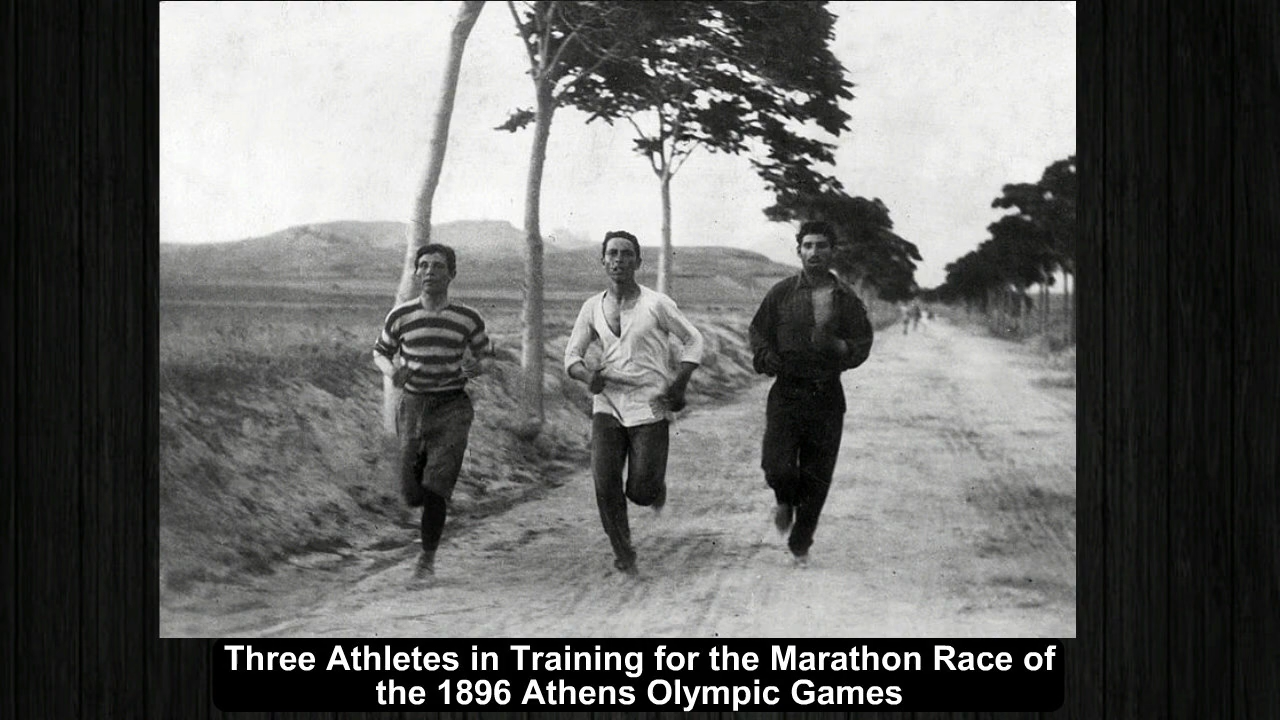 Three Athletes in Training for the Marathon Race of
the 1896 Athens Olympic Games